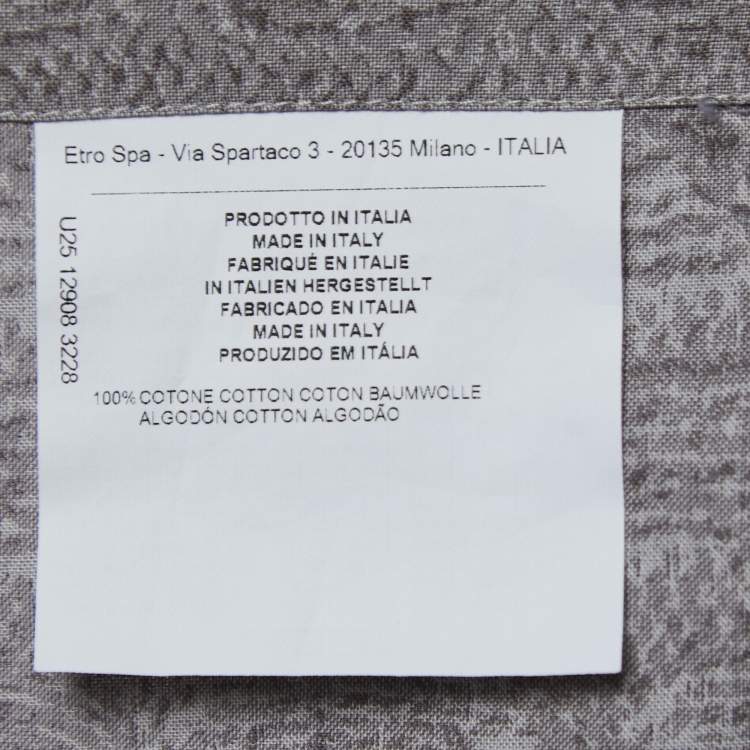 Etro Spa - Via Spartaco 3 - 20135 Milano - ITALIA
U25 12908 3228
PRODOTTO IN ITALIA
MADE IN ITALY
FABRIQUÉ EN ITALIE
IN ITALIEN HERGESTELLT
FABRICADO EN ITALIA
MADE IN ITALY
PRODUZIDO EM ITÁLIA
100% COTONE COTTON COTON BAUMWOLLE
ALGODÓN COTTON ALGODÃO